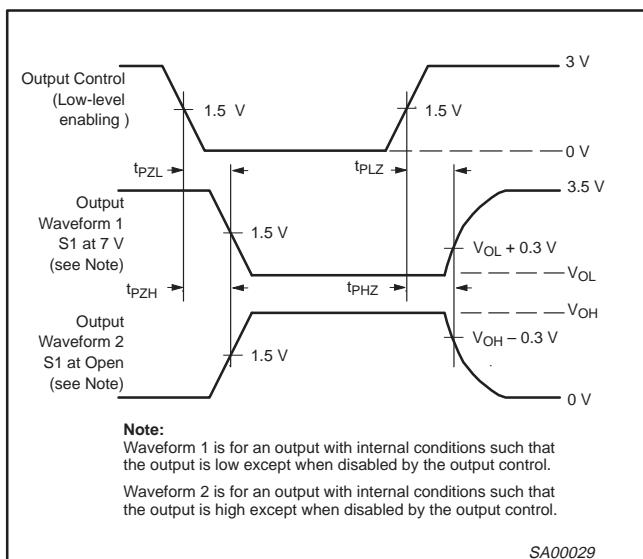 3 V
Output Control
(Low-level
enabling )
1.5 V
1.5 V
0 V
tPZL
tPLZ
3.5 V
Output
Waveform 1
S1 at 7 V
(see Note)
1.5 V
VOL + 0.3 V
VOL
tPZH
tPHZ
VOH
Output
Waveform 2
S1 at Open
(see Note)
1.5 V
VOH – 0.3 V
0 V
Note:
Waveform 1 is for an output with internal conditions such that
the output is low except when disabled by the output control.
Waveform 2 is for an output with internal conditions such that
the output is high except when disabled by the output control.
SA00029